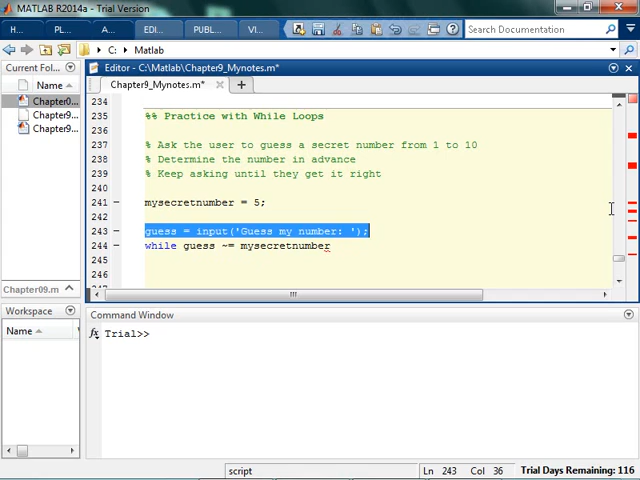 MATLAB R2014a - Trial Version
H... PL... A... EDI... PUBL... VI... Search Documentation
C: Matlab
Current Fol...
Editor - C:\Matlab\Chapter9_Mynotes.m*
Name
Chapter9_Mynotes.m*
Chapter0...
Chapter9...
Chapter9...
234
235 %% Practice with While Loops
236
237 % Ask the user to guess a secret number from 1 to 10
238 % Determine the number in advance
239 % Keep asking until they get it right
240
241 mysecretnumber = 5;
242
243 guess = input('Guess my number: ');
244 while guess ~= mysecretnumber
245
246
Chapter09.m
Workspace
Name
Command Window
fx Trial>>
script Ln 243 Col 36 Trial Days Remaining: 116